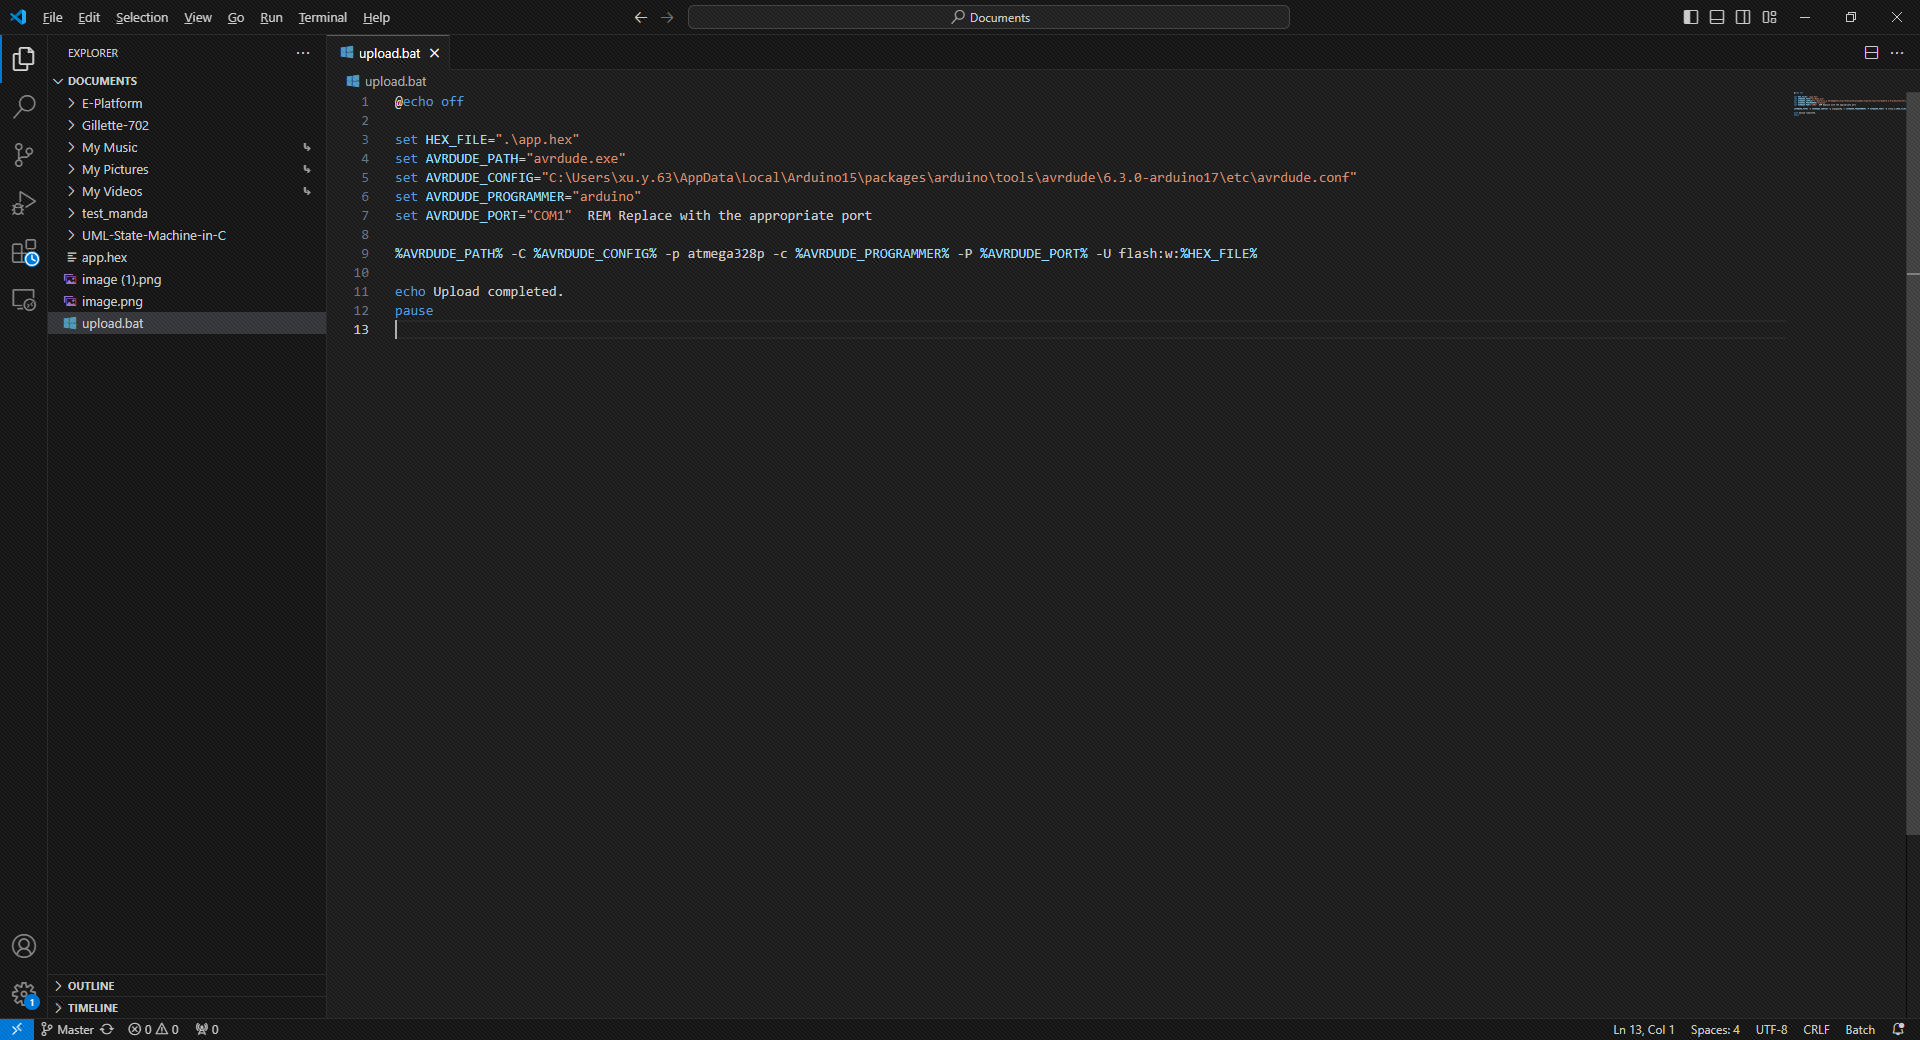 File Edit Selection View Go Run Terminal Help
Documents
EXPLORER
DOCUMENTS
E-Platform
Gillette-702
My Music
My Pictures
My Videos
test_manda
UML-State-Machine-in-C
app.hex
image (1).png
image.png
upload.bat
OUTLINE
TIMELINE
upload.bat
upload.bat
1 @echo off
2
3 set HEX_FILE=".\app.hex"
4 set AVRDUDE_PATH="avrdude.exe"
5 set AVRDUDE_CONFIG="C:\Users\xu.y.63\AppData\Local\Arduino15\packages\arduino\tools\avrdude\6.3.0-arduino17\etc\avrdude.conf"
6 set AVRDUDE_PROGRAMMER="arduino"
7 set AVRDUDE_PORT="COM1"  REM Replace with the appropriate port
8
9 %AVRDUDE_PATH% -C %AVRDUDE_CONFIG% -p atmega328p -c %AVRDUDE_PROGRAMMER% -P %AVRDUDE_PORT% -U flash:w:%HEX_FILE%
10
11 echo Upload completed.
12 pause
13
1
Master 0 0 0
Ln 13, Col 1 Spaces: 4 UTF-8 CRLF Batch